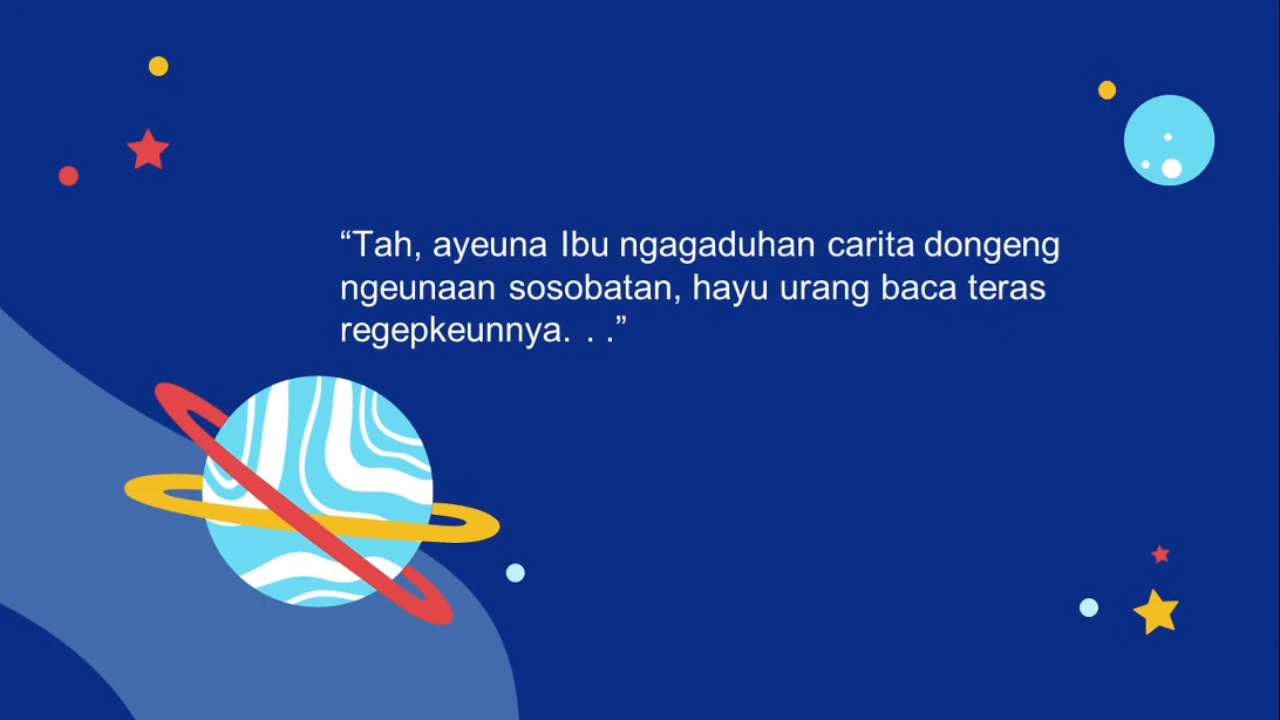 “Tah, ayeuna Ibu ngagaduhan carita dongeng
ngeunaan sosobatan, hayu urang baca teras
regepkeunnya. . .”